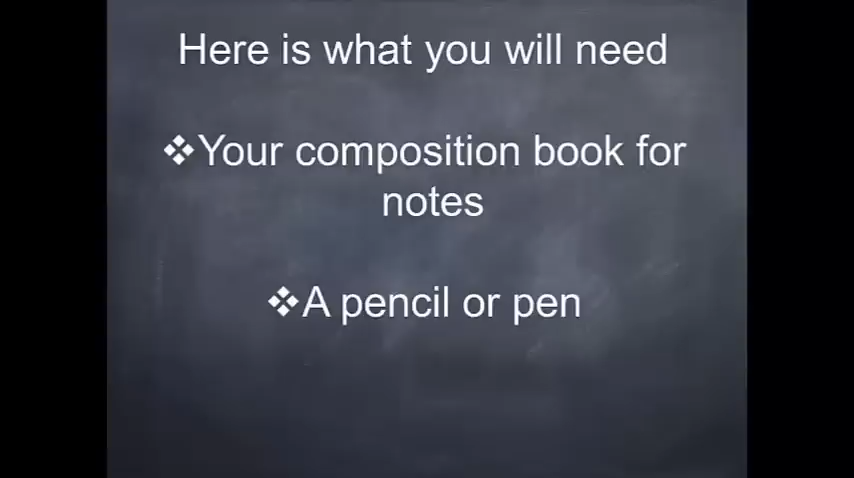 Here is what you will need
❖Your composition book for
notes
❖A pencil or pen